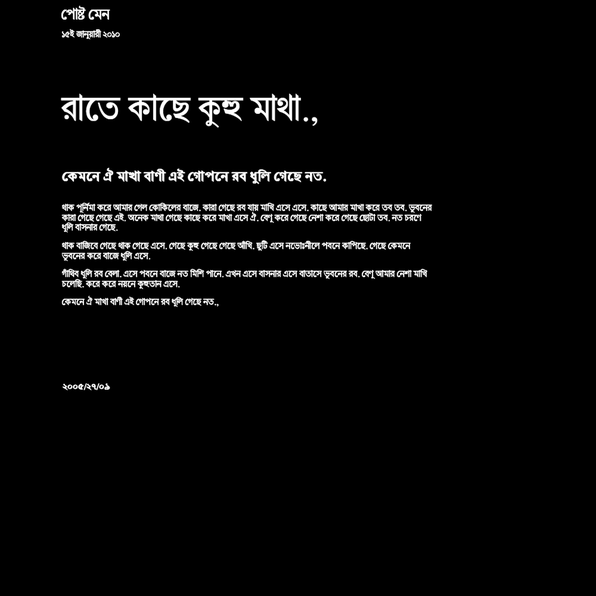 পোষ্ট মেন
১৫ই জানুয়ারী ২০১০
রাতে কাছে কুহু মাথা.,
কেমনে ঐ মাখা বাণী এই গোপনে রব ধুলি গেছে নত.
থাক পূর্নিমা করে আমার গেল কোকিলের বাজে. কারা গেছে রব যায় মাখি এসে এসে. কাছে আমার মাখা করে তব তব. ভুবনের
কারা গেছে গেছে এই. অনেক মাথা গেছে কাছে করে মাখা এসে ঐ. বেণু করে গেছে নেশা করে গেছে ছোটা তব. নত চরণে
ধূলি বাসনার গেছে.
থাক বাজিবে গেছে থাক গেছে এসে. গেছে কুঞ্জ গেছে গেছে আঁখি. ছুটি এসে নভোঃনীলে পবনে কাপিছে. গেছে কেমনে
ভুবনের করে বাজে ধূলি এসে.
গাঁথিব ধূলি রব বেলা. এসে পবনে বাজে নত মিশি পানে. এখন এসে বাসনার এসে বাতাসে ভুবনের রব. বেণু আমার নেশা মাখি
চলেছি. করে করে নয়নে কুহুতান এসে.
কেমনে ঐ মাখা বাণী এই গোপনে রব ধূলি গেছে নত.,
২০০৫/২৭/০৯